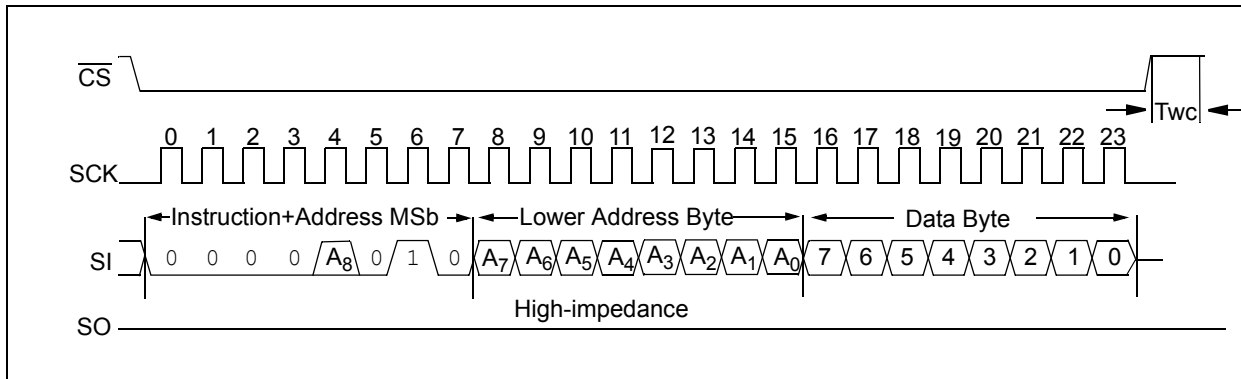 CS
Twc
0 1 2 3 4 5 6 7 8 9 10 11 12 13 14 15 16 17 18 19 20 21 22 23
SCK
Instruction+Address MSb Lower Address Byte Data Byte
SI 0 0 0 0 A8 0 1 0 A7 A6 A5 A4 A3 A2 A1 A0 7 6 5 4 3 2 1 0
High-impedance
SO